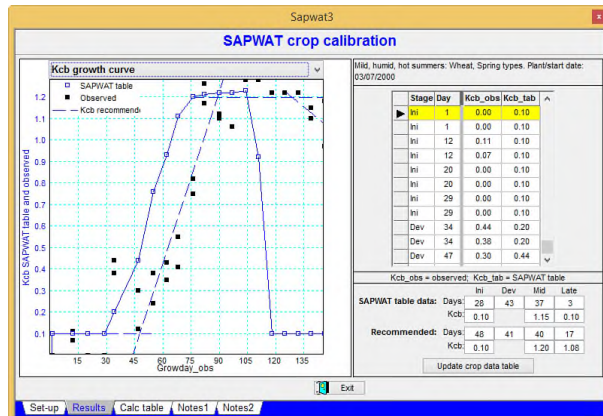 Sapwat3
x
SAPWAT crop calibration
Kcb growth curve
SAPWAT table
Observed
Kcb recommende
1.2
1.1
1.0
0.9
0.8
0.7
0.6
0.5
0.4
0.3
0.2
0.1
Kcb SAPWAT table and observed
15 30 45 60 75 90 105 120 135
Growday_obs
Mild, humid, hot summers: Wheat, Spring types. Plant/start date:
03/07/2000
Stage Day Kcb_obs Kcb_tab
Ini 1 0.00 0.10
Ini 1 0.00 0.10
Ini 12 0.11 0.10
Ini 12 0.07 0.10
Ini 20 0.00 0.10
Ini 20 0.00 0.10
Ini 29 0.00 0.10
Ini 29 0.00 0.10
Dev 34 0.44 0.20
Dev 34 0.38 0.20
Dev 47 0.30 0.44
Kcb_obs = observed; Kcb_tab = SAPWAT table
Ini Dev Mid Late
SAPWAT table data: Days: 28 43 37 3
Kcb: 0.10 1.15 0.10
Recommended: Days: 48 41 40 17
Kcb: 0.10 1.20 1.08
Update crop data table
Exit
Set-up Results Calc table Notes1 Notes2